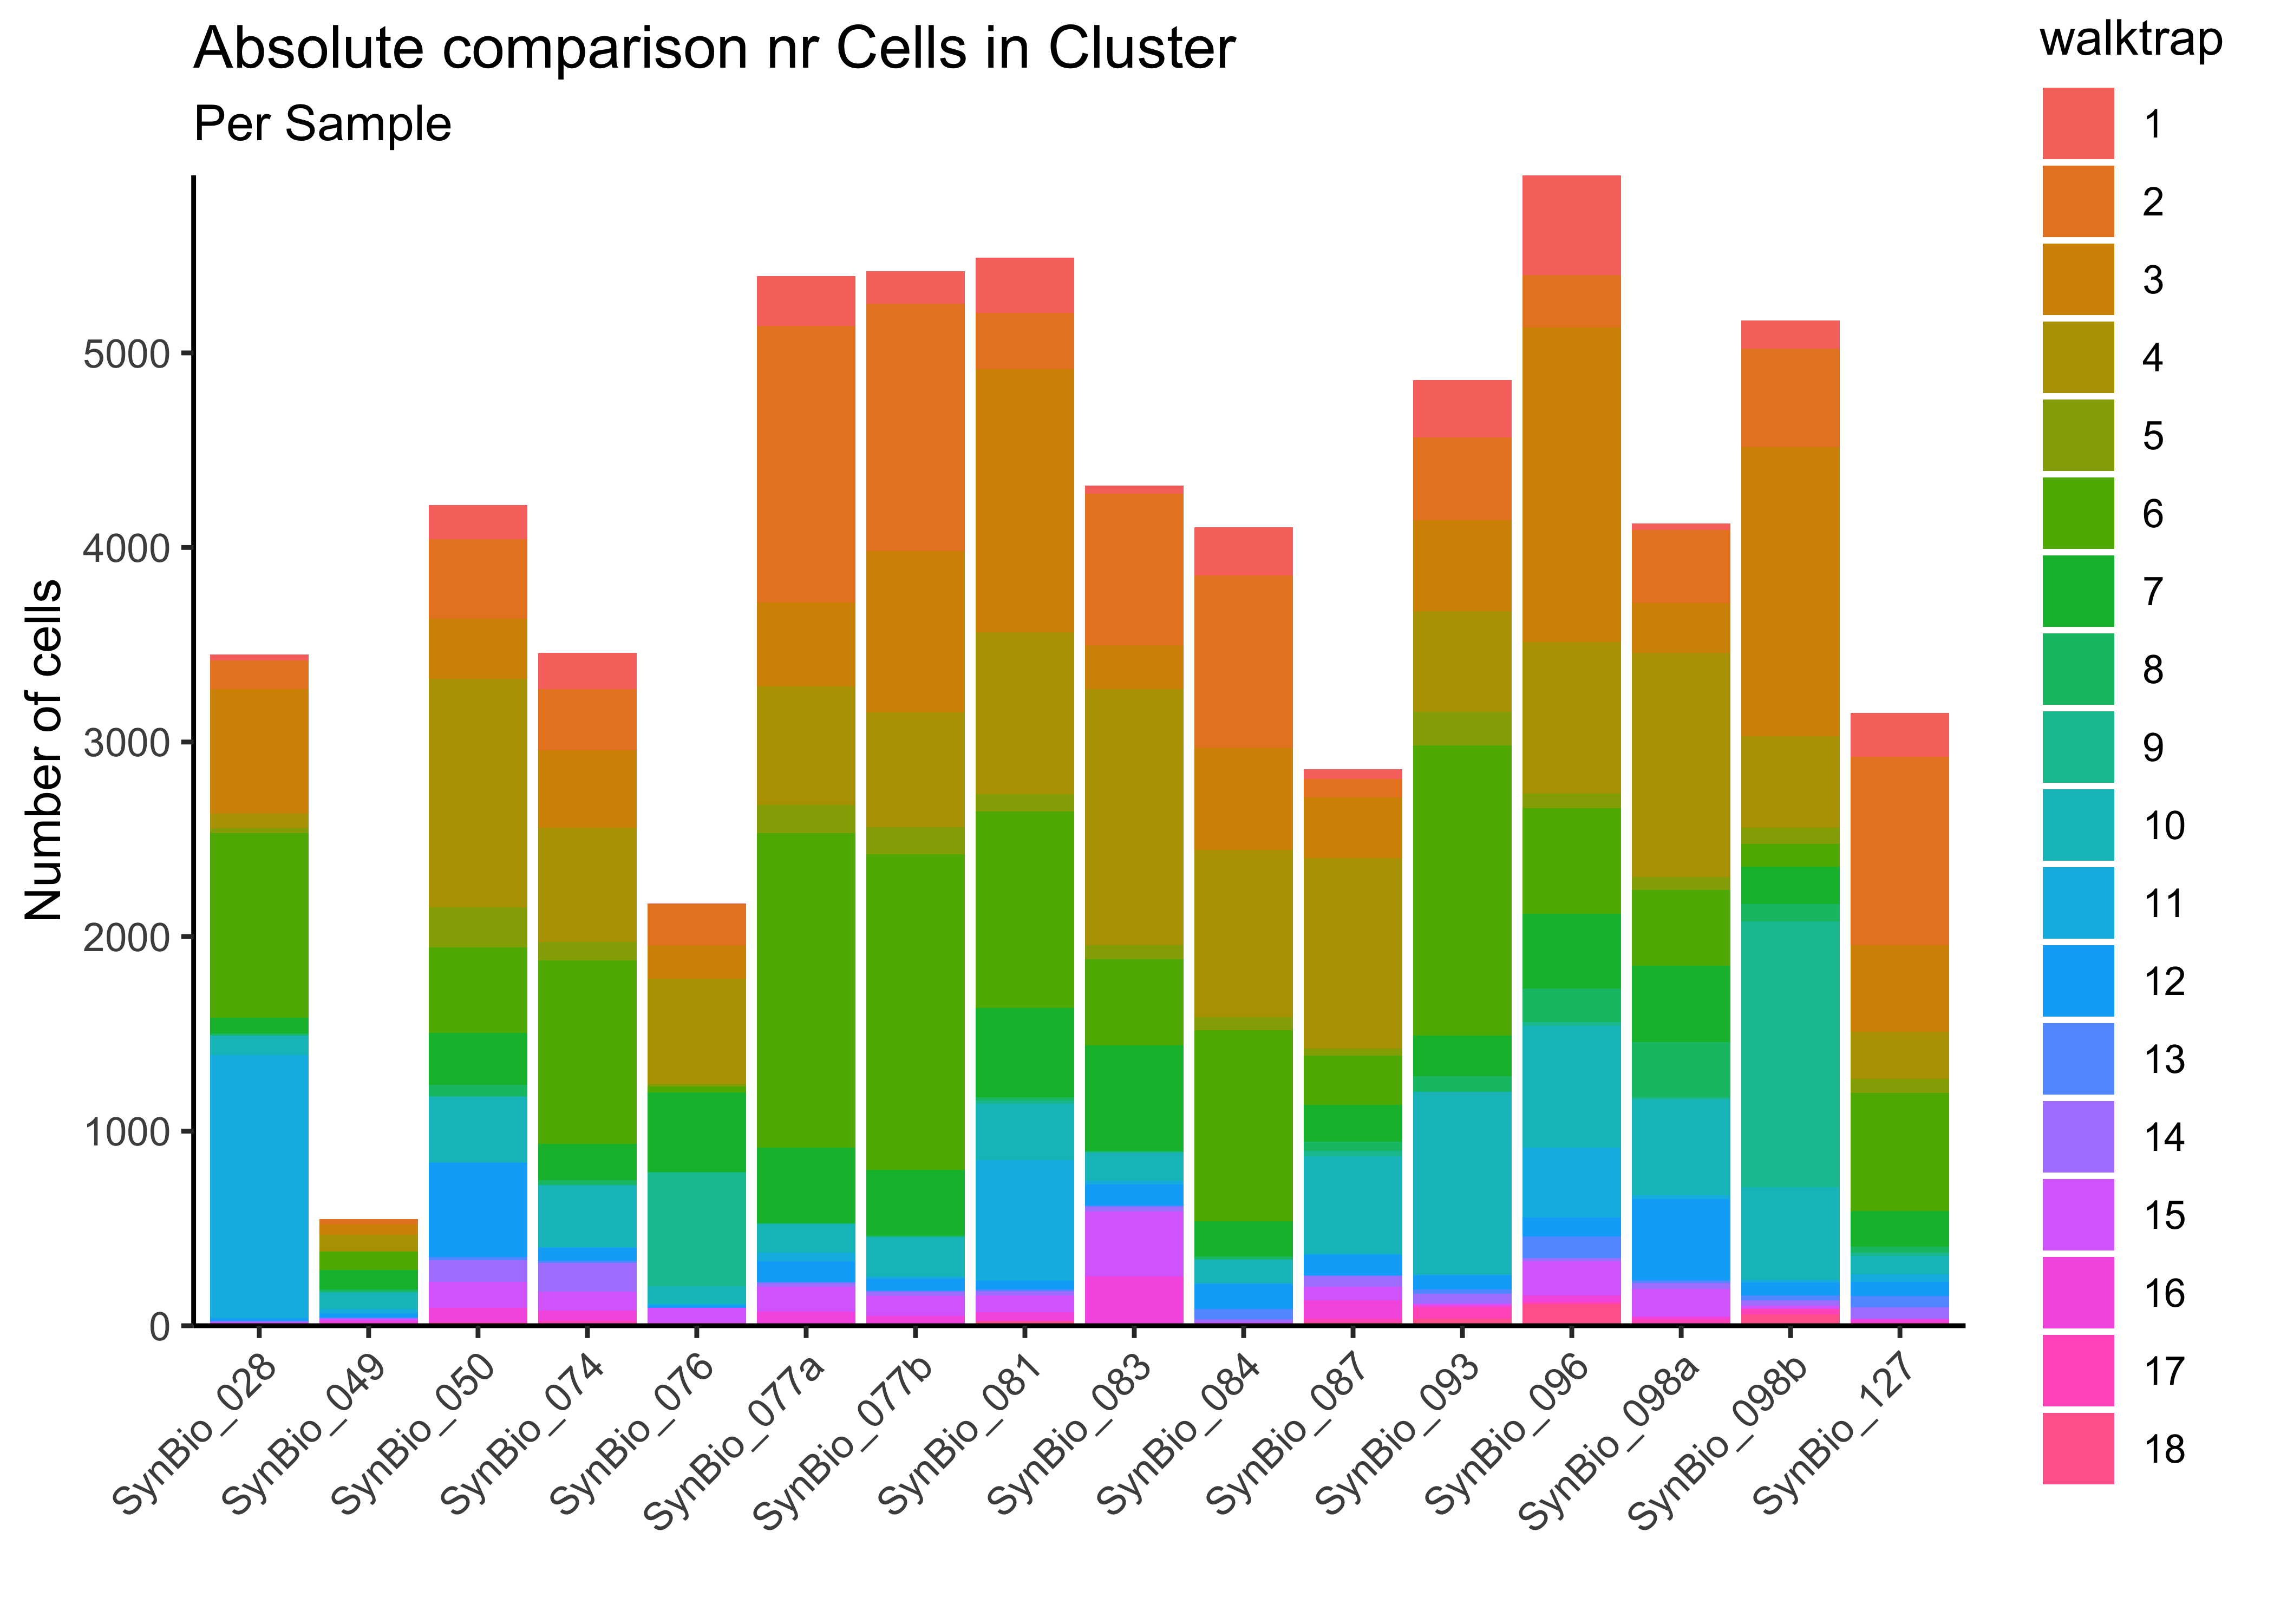 Absolute comparison nr Cells in Cluster
Per Sample
Number of cells
5000
4000
3000
2000
1000
0
SynBio_028
SynBio_049
SynBio_050
SynBio_074
SynBio_076
SynBio_077a
SynBio_077b
SynBio_081
SynBio_083
SynBio_084
SynBio_087
SynBio_093
SynBio_096
SynBio_098a
SynBio_098b
SynBio_127
walktrap
1
2
3
4
5
6
7
8
9
10
11
12
13
14
15
16
17
18